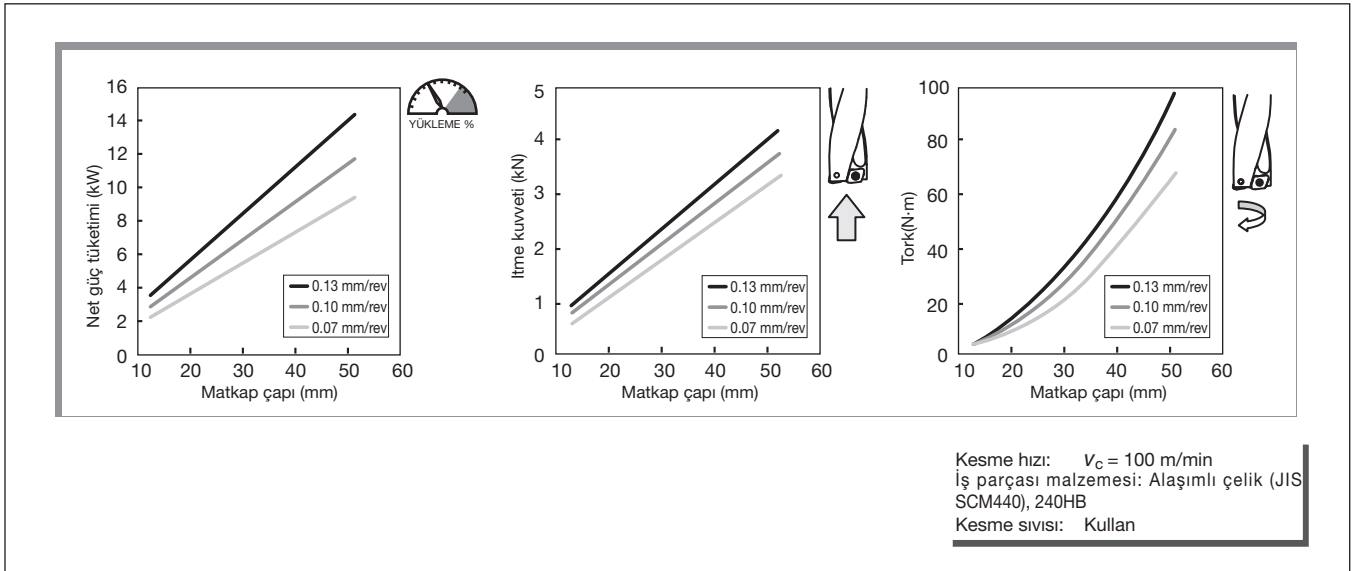 16
14
12
10
8
6
4
2
0
Net güç tüketimi (kW)
YÜKLEME %
0.13 mm/rev
0.10 mm/rev
0.07 mm/rev
10 20 30 40 50 60
Matkap çapı (mm)
5
4
3
2
1
0
Itme kuvveti (kN)
0.13 mm/rev
0.10 mm/rev
0.07 mm/rev
10 20 30 40 50 60
Matkap çapı (mm)
100
80
60
40
20
0
Tork(N·m)
0.13 mm/rev
0.10 mm/rev
0.07 mm/rev
10 20 30 40 50 60
Matkap çapı (mm)
Kesme hızı: vc = 100 m/min
İş parçası malzemesi: Alaşımlı çelik (JIS
SCM440), 240HB
Kesme sıvısı: Kullan